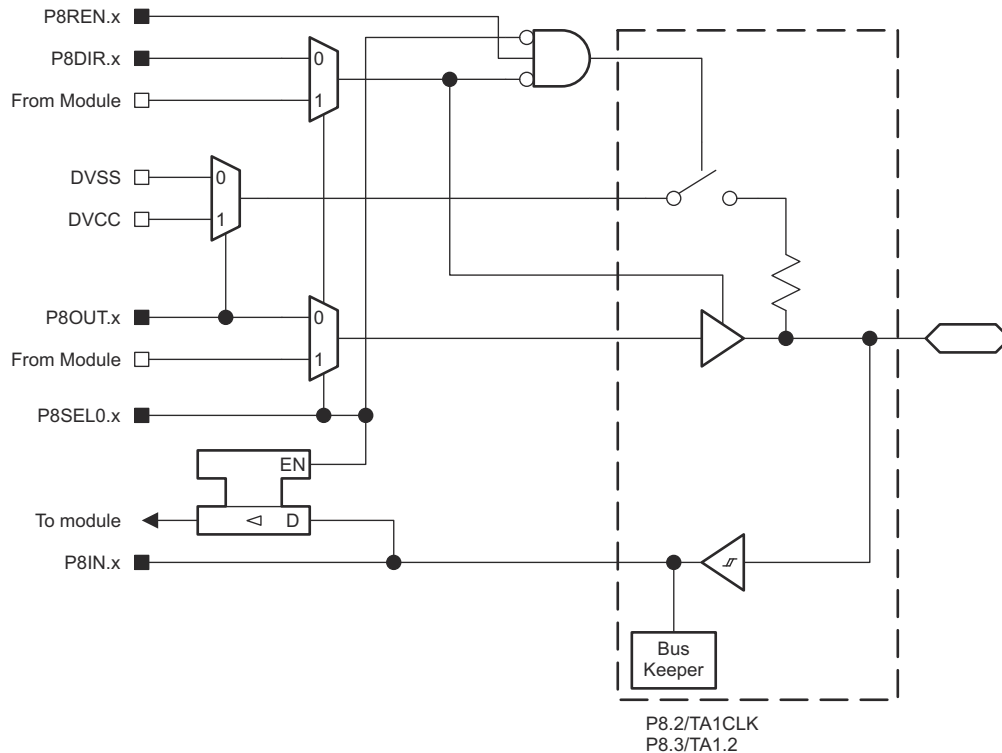 P8REN.x
P8DIR.x
0
From Module
1
DVSS
0
DVCC
1
P8OUT.x
0
From Module
1
P8SEL0.x
EN
To module
D
P8IN.x
Bus
Keeper
P8.2/TA1CLK
P8.3/TA1.2